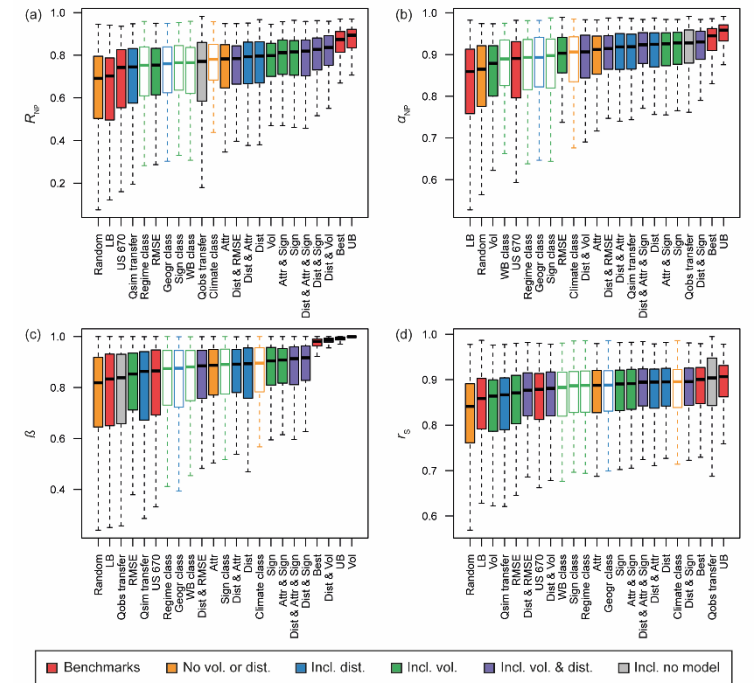 (a)
R_NP
1.0
0.8
0.6
0.4
0.2
Random
LB
US 670
Qsim transfer
Regime class
RMSE
Geogr class
Sign class
WB class
Qobs transfer
Climate class
Attr
Dist & RMSE
Dist & Attr
Dist
Vol
Attr & Sign
Sign
Dist & Attr & Sign
Dist & Sign
Dist & Vol
Best
UB
(b)
α_NP
1.0
0.9
0.8
0.7
0.6
LB
Random
Vol
WB class
US 670
Regime class
Geogr class
Sign class
RMSE
Climate class
Dist & Vol
Attr
Dist & RMSE
Dist & Attr
Qsim transfer
Dist & Attr & Sign
Dist
Attr & Sign
Sign
Qobs transfer
Dist & Sign
Best
UB
(c)
ß
1.0
0.8
0.6
0.4
Random
LB
Qobs transfer
RMSE
Qsim transfer
US 670
Regime class
Geogr class
WB class
Dist & RMSE
Attr
Sign class
Dist & Attr
Dist
Climate class
Sign
Attr & Sign
Dist & Attr & Sign
Dist & Sign
Best
Dist & Vol
UB
Vol
(d)
r_S
1.0
0.9
0.8
0.7
0.6
Random
LB
Vol
Qsim transfer
RMSE
Dist & RMSE
US 670
Dist & Vol
WB class
Sign class
Regime class
Attr
Geogr class
Sign
Attr & Sign
Dist & Attr & Sign
Dist & Attr
Dist
Climate class
Dist & Sign
Best
Qobs transfer
UB
Benchmarks No vol. or dist. Incl. dist. Incl. vol. Incl. vol. & dist. Incl. no model